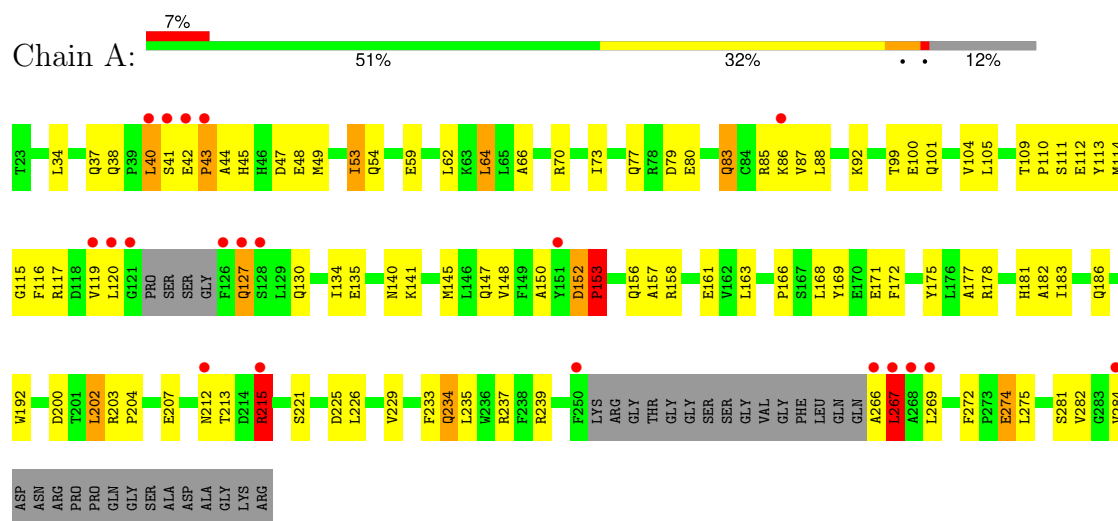 7%
Chain A:
51% 32% • • 12%
T23 L34 Q37 Q38 P39 L40 S41 E42 P43 A44 H45 H46 D47 E48 M49 I53 Q54 E59 L62 K63 L64 L65 A66 R70 I73 Q77 R78 D79 E80 Q83 C84 R85 K86 V87 L88 K92 T99 E100 Q101 V104 L105 T109 P110 S111 E112 Y113 M114
G115 F116 R117 D118 V119 L120 G121 PRO SER SER GLY F126 Q127 S128 L129 Q130 I134 E135 N140 K141 M145 L146 Q147 V148 F149 A150 Y151 D152 P153 Q156 A157 R158 E161 V162 L163 P166 S167 L168 Y169 E170 E171 F172 Y175 L176 A177 R178 H181 A182 I183 Q186
W192 D200 T201 L202 R203 P204 E207 N212 T213 D214 R215 S221 D225 L226 V229 F233 Q234 L235 W236 R237 F238 R239 F250 LYS ARG GLY THR GLY GLY SER SER GLY VAL GLY PHE LEU GLN GLN A266 L267 A268 L269 F272 P273 E274 L275 S281 V282 G283 V284
ASP ASN ARG PRO PRO GLN GLY SER ALA ASP ALA GLY LYS ARG